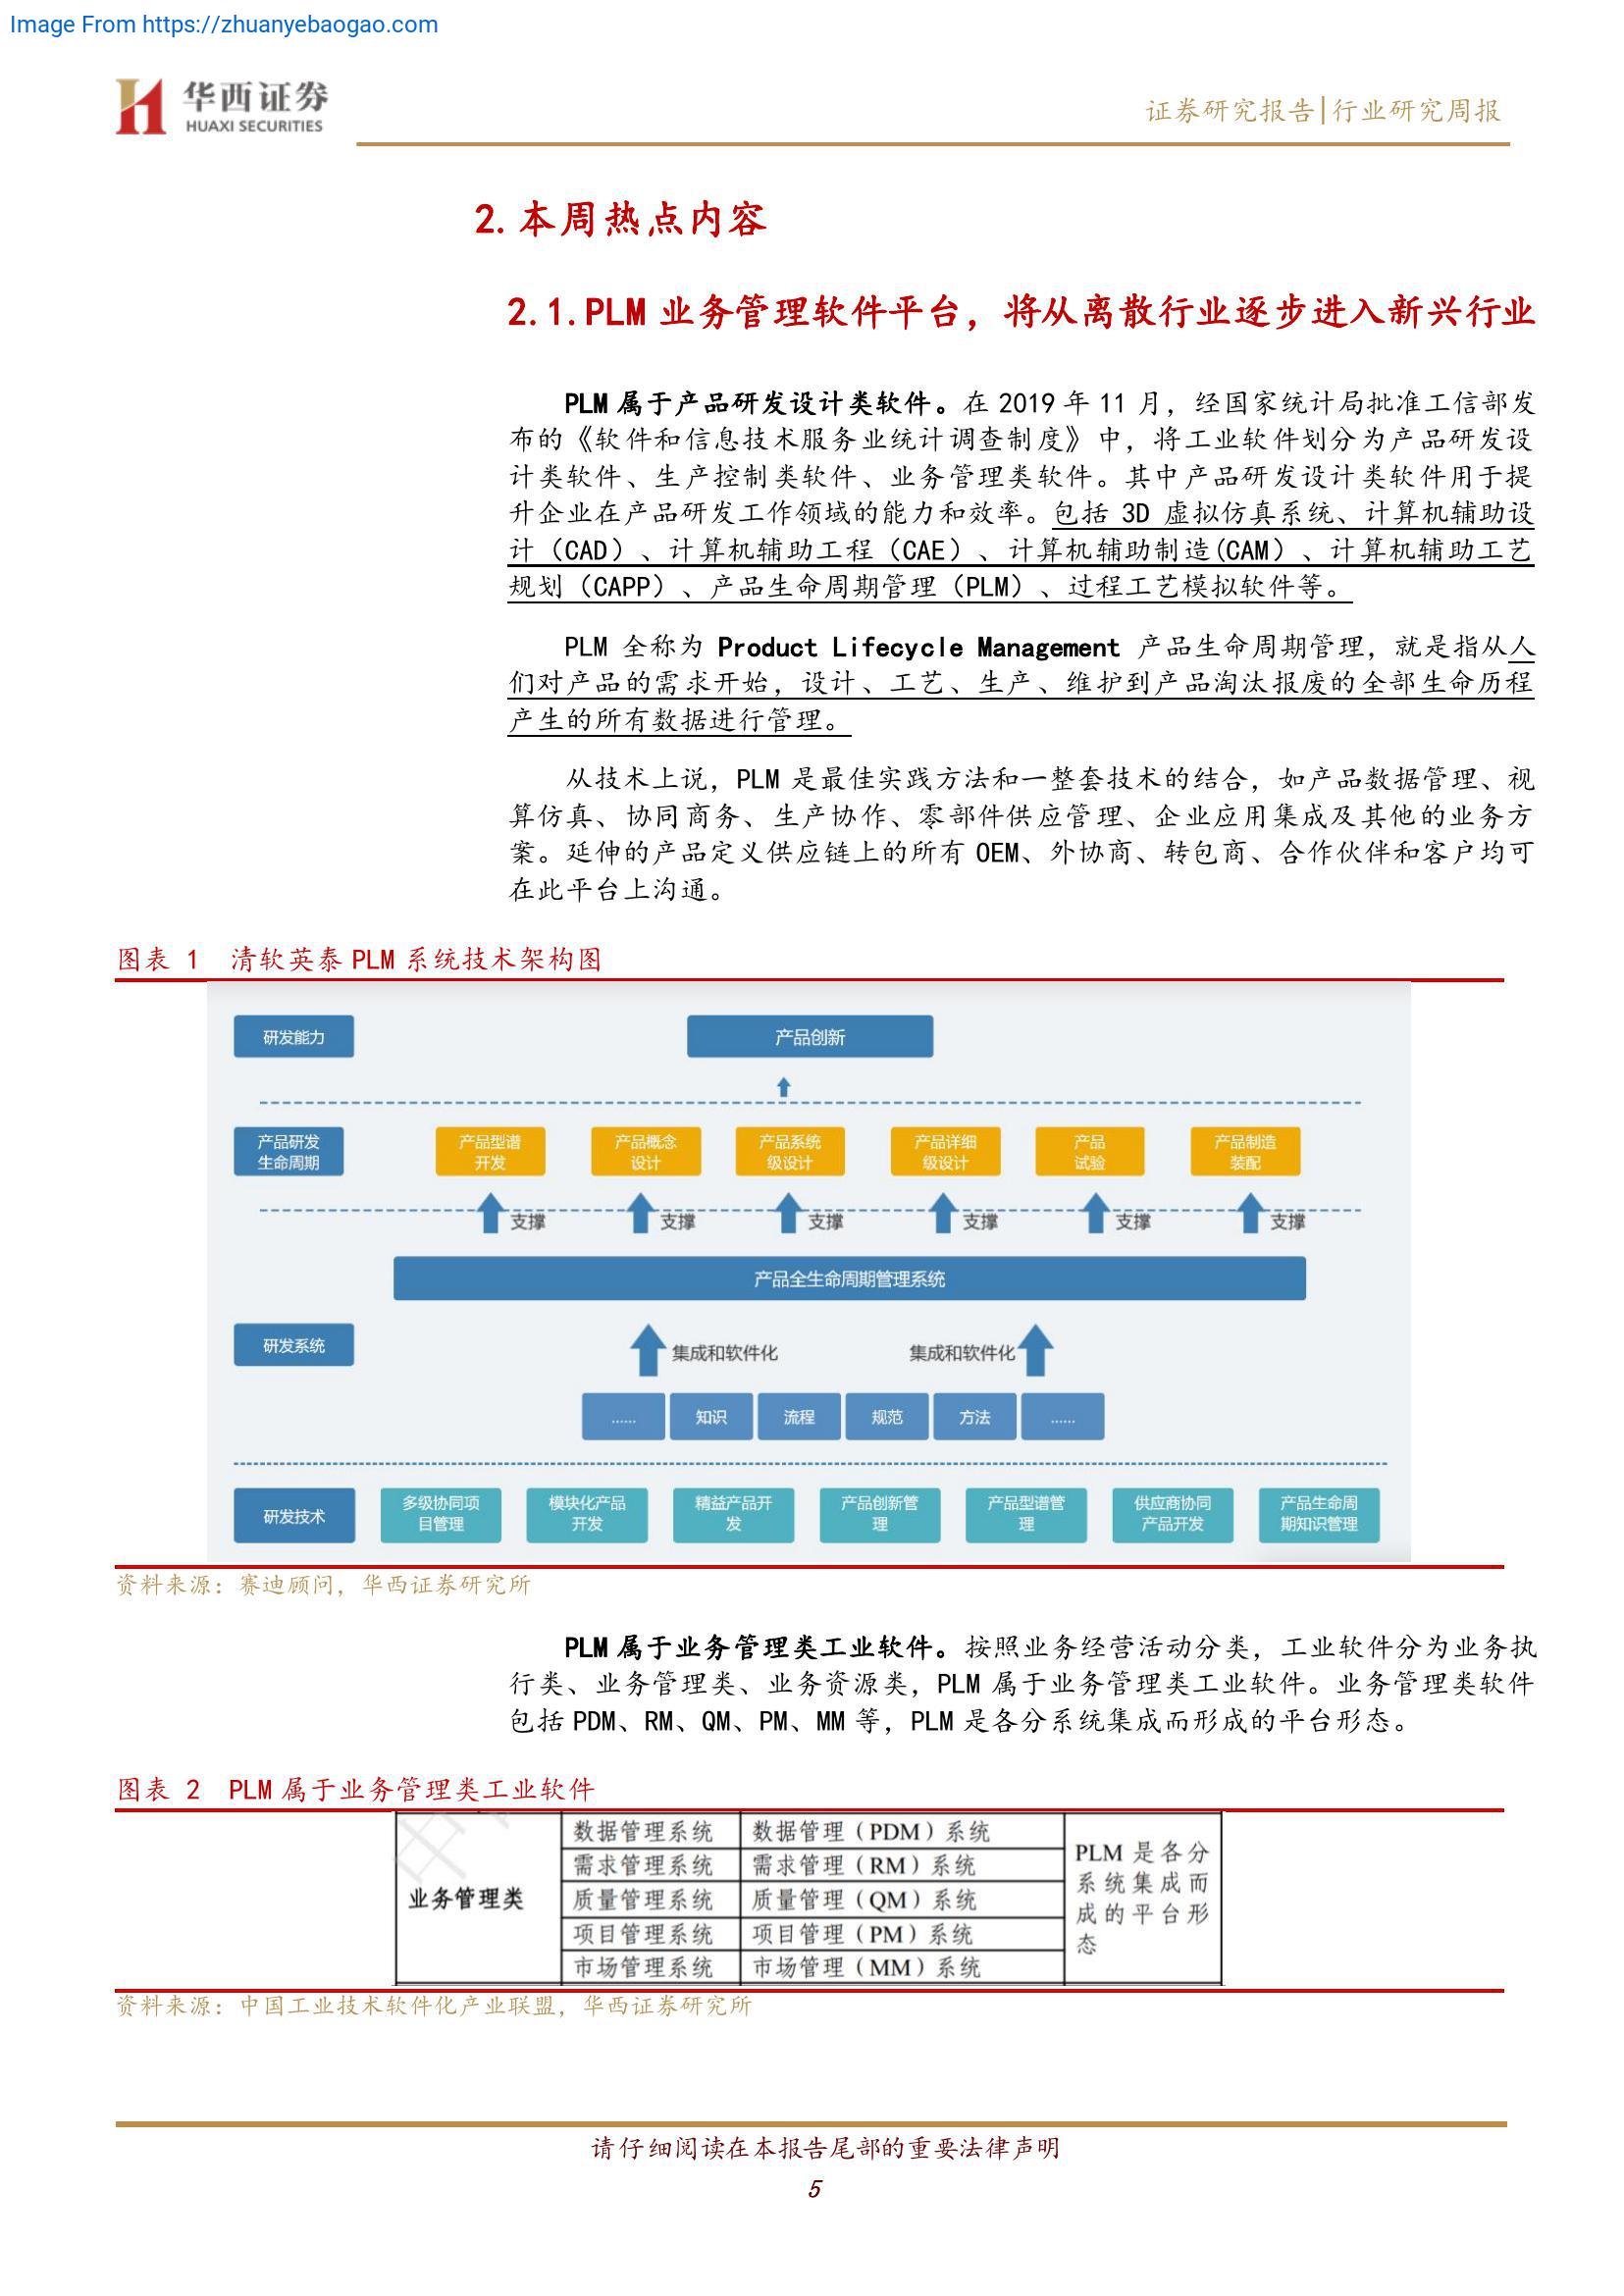 Image From https://zhuanyebaogao.com
华西证券
HUAXI SECURITIES
证券研究报告|行业研究周报
2. 本周热点内容
2.1. PLM 业务管理软件平台，将从离散行业逐步进入新兴行业
PLM 属于产品研发设计类软件。在 2019 年 11 月，经国家统计局批准工信部发
布的《软件和信息技术服务业统计调查制度》中，将工业软件划分为产品研发设
计类软件、生产控制类软件、业务管理类软件。其中产品研发设计类软件用于提
升企业在产品研发工作领域的能力和效率。包括 3D 虚拟仿真系统、计算机辅助设
计（CAD）、计算机辅助工程（CAE）、计算机辅助制造(CAM）、计算机辅助工艺
规划（CAPP）、产品生命周期管理（PLM）、过程工艺模拟软件等。
PLM 全称为 Product Lifecycle Management 产品生命周期管理，就是指从人
们对产品的需求开始，设计、工艺、生产、维护到产品淘汰报废的全部生命历程
产生的所有数据进行管理。
从技术上说，PLM 是最佳实践方法和一整套技术的结合，如产品数据管理、视
算仿真、协同商务、生产协作、零部件供应管理、企业应用集成及其他的业务方
案。延伸的产品定义供应链上的所有 OEM、外协商、转包商、合作伙伴和客户均可
在此平台上沟通。
图表 1 清软英泰 PLM 系统技术架构图
研发能力
产品创新
产品研发
生命周期
产品型谱
开发
产品概念
设计
产品系统
级设计
产品详细
级设计
产品
试验
产品制造
装配
支撑
支撑
支撑
支撑
支撑
支撑
产品全生命周期管理系统
研发系统
集成和软件化
集成和软件化
......
知识
流程
规范
方法
......
研发技术
多级协同项
目管理
模块化产品
开发
精益产品开
发
产品创新管
理
产品型谱管
理
供应商协同
产品开发
产品生命周
期知识管理
资料来源：赛迪顾问，华西证券研究所
PLM 属于业务管理类工业软件。按照业务经营活动分类，工业软件分为业务执
行类、业务管理类、业务资源类，PLM 属于业务管理类工业软件。业务管理类软件
包括 PDM、RM、QM、PM、MM 等，PLM 是各分系统集成而形成的平台形态。
图表 2 PLM 属于业务管理类工业软件
业务管理类
数据管理系统 数据管理（PDM）系统
需求管理系统 需求管理（RM）系统
质量管理系统 质量管理（QM）系统
项目管理系统 项目管理（PM）系统
市场管理系统 市场管理（MM）系统
PLM 是各分
系统集成而
成的平台形
态
资料来源：中国工业技术软件化产业联盟，华西证券研究所
请仔细阅读在本报告尾部的重要法律声明
5